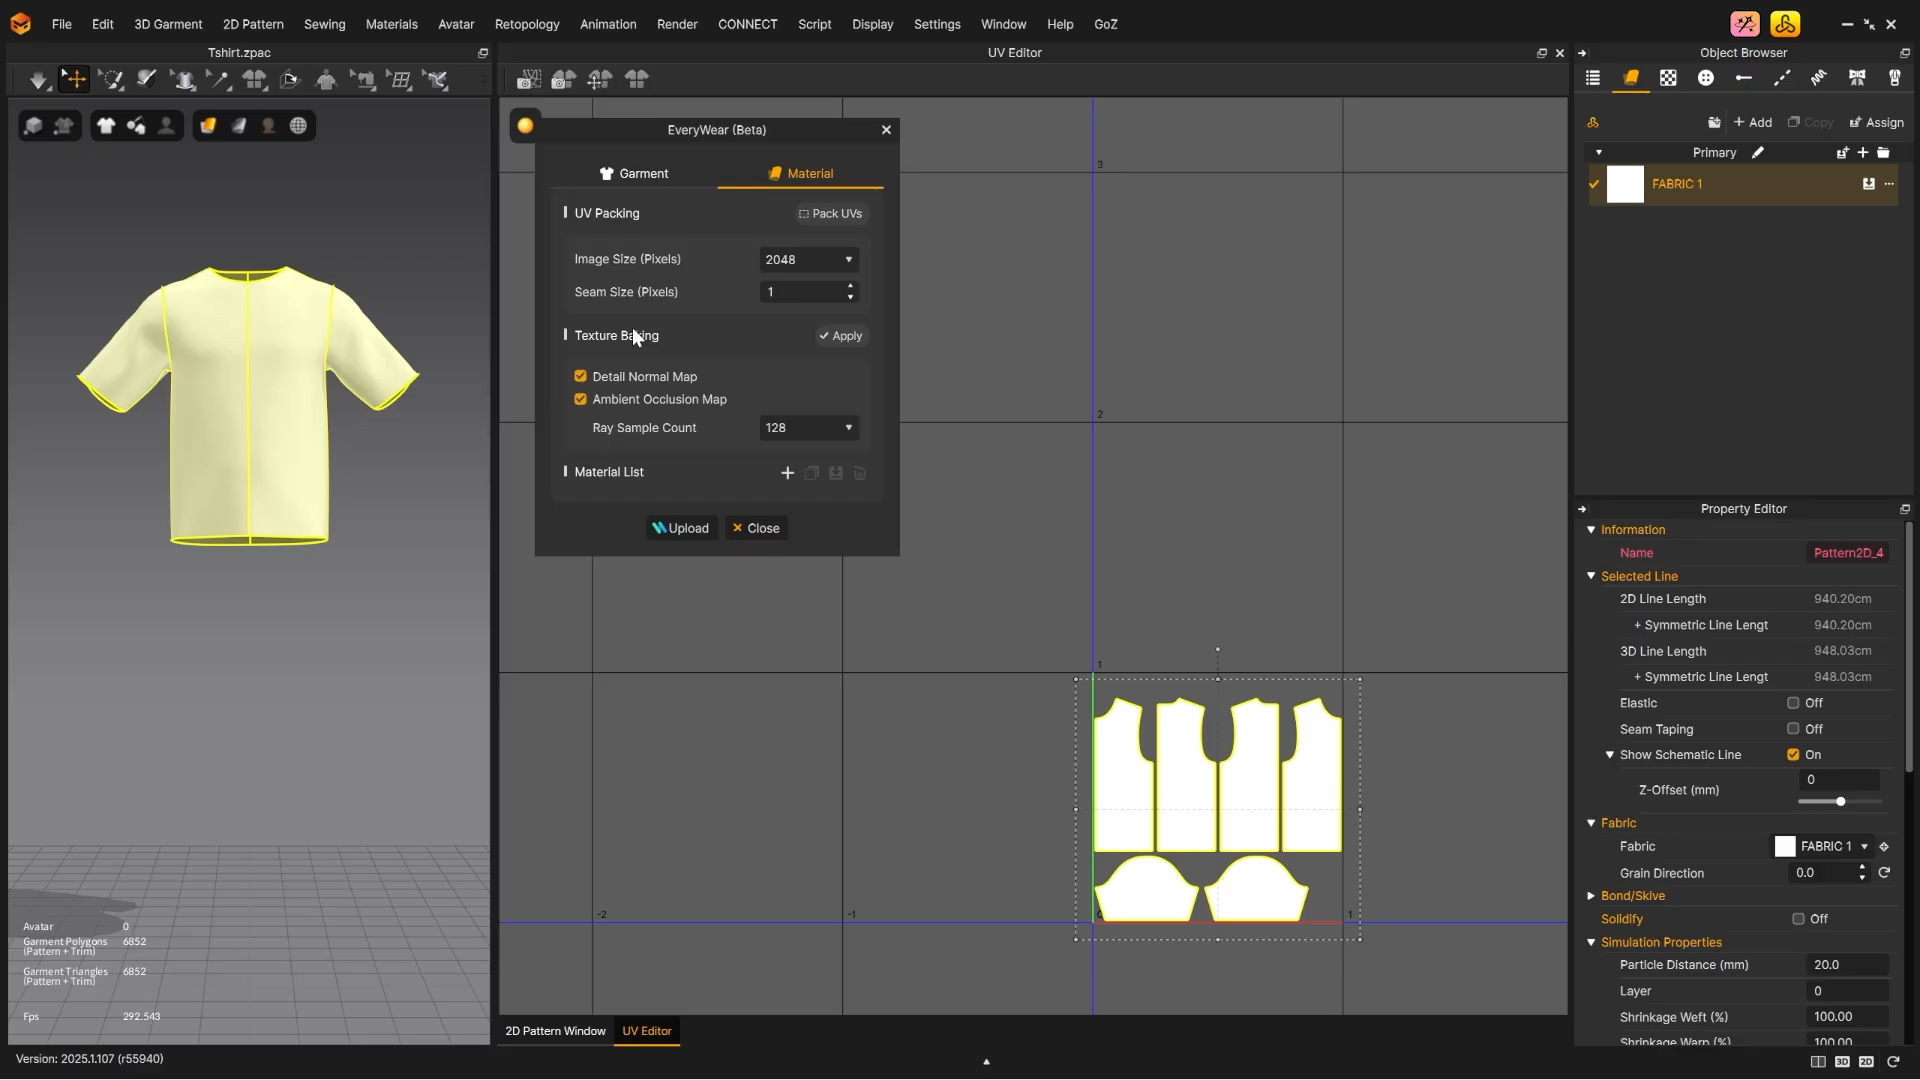 File Edit 3D Garment 2D Pattern Sewing Materials Avatar Retopology Animation Render CONNECT Script Display Settings Window Help GoZ
Tshirt.zpac
UV Editor
Object Browser
EveryWear (Beta)
Garment Material
UV Packing Pack UVs
Image Size (Pixels) 2048
Seam Size (Pixels) 1
Texture Baking Apply
Detail Normal Map
Ambient Occlusion Map
Ray Sample Count 128
Material List
Upload Close
3
2
1
-2 -1 0 1
Add Copy Assign
Primary
FABRIC 1
Property Editor
Information
Name Pattern2D_4
Selected Line
2D Line Length 940.20cm
+ Symmetric Line Lengt 940.20cm
3D Line Length 948.03cm
+ Symmetric Line Lengt 948.03cm
Elastic Off
Seam Taping Off
Show Schematic Line On
Z-Offset (mm) 0
Fabric
Fabric FABRIC 1
Grain Direction 0.0
Bond/Skive
Solidify Off
Simulation Properties
Particle Distance (mm) 20.0
Layer 0
Shrinkage Weft (%) 100.00
Shrinkage Warp (%) 100.00
Avatar 0
Garment Polygons 6852
(Pattern + Trim)
Garment Triangles 6852
(Pattern + Trim)
Fps 292.543
2D Pattern Window UV Editor
Version: 2025.1.107 (r55940)
3D 2D